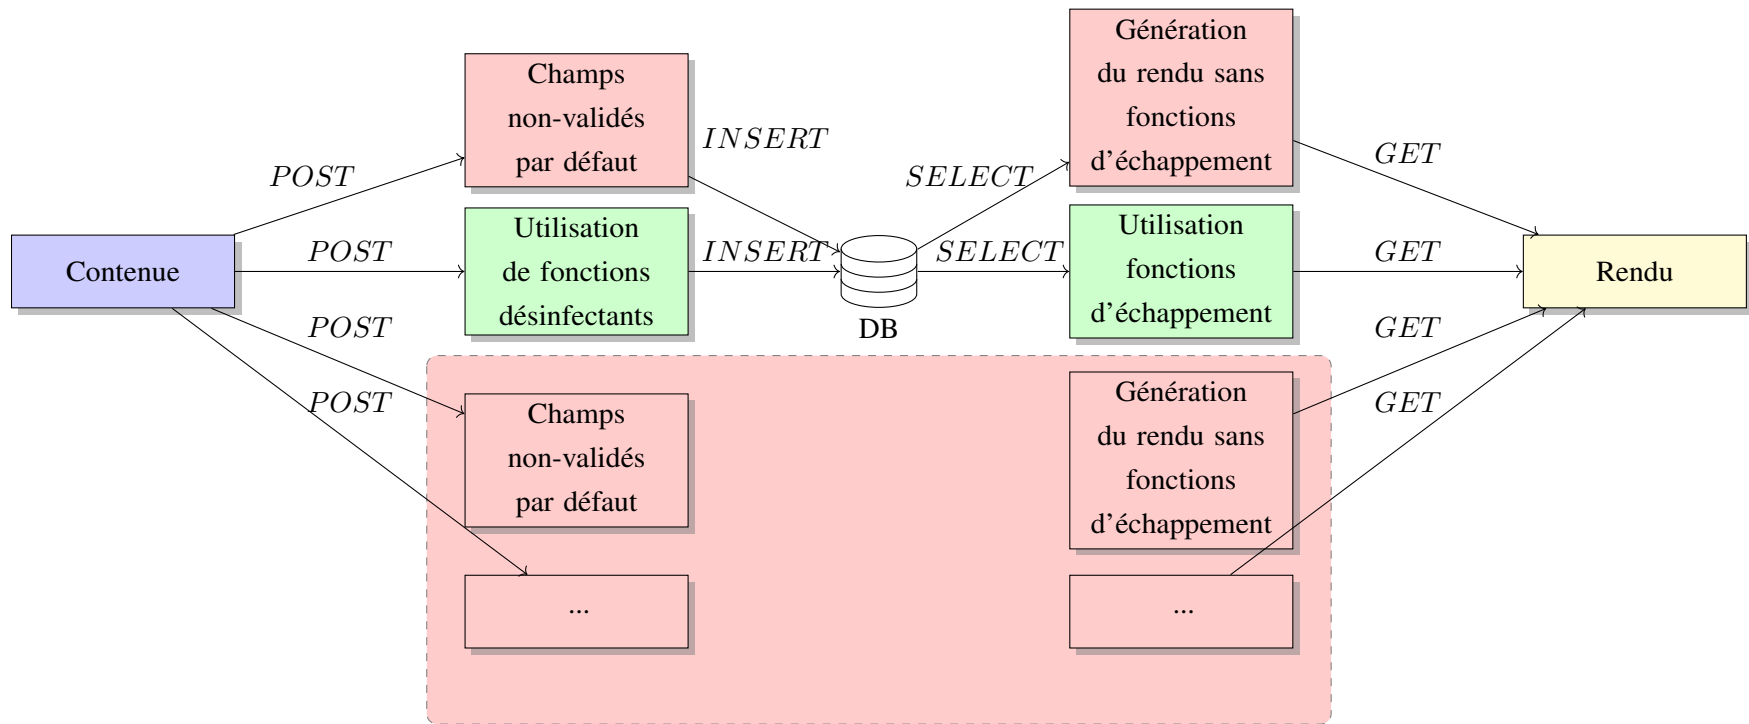 Contenue
POST
POST
POST
POST
Champs
non-validés
par défaut
Utilisation
de fonctions
désinfectants
Champs
non-validés
par défaut
...
INSERT
INSERT
DB
SELECT
SELECT
Génération
du rendu sans
fonctions
d'échappement
Utilisation
fonctions
d'échappement
Génération
du rendu sans
fonctions
d'échappement
...
GET
GET
GET
GET
Rendu